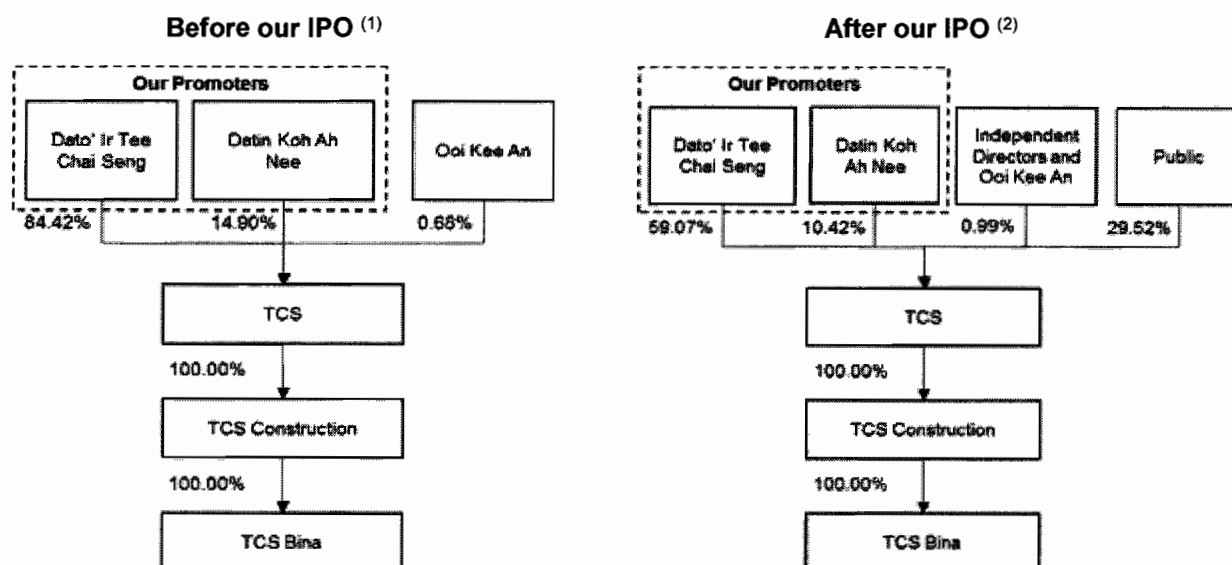 Before our IPO (1)
Our Promoters
Dato' Ir Tee
Chai Seng
Datin Koh Ah
Nee
Ooi Kee An
84.42%
14.90%
0.68%
TCS
100.00%
TCS Construction
100.00%
TCS Bina
After our IPO (2)
Our Promoters
Dato' Ir Tee
Chai Seng
Datin Koh
Ah Nee
Independent
Directors and
Ooi Kee An
Public
59.07%
10.42%
0.99%
29.52%
TCS
100.00%
TCS Construction
100.00%
TCS Bina